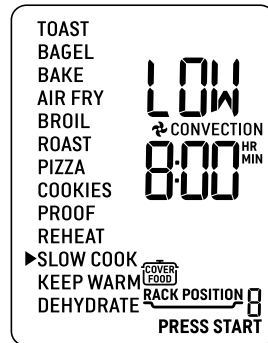 TOAST
BAGEL
BAKE
AIR FRY
BROIL
ROAST
PIZZA
COOKIES
PROOF
REHEAT
▶SLOW COOK
KEEP WARM
DEHYDRATE
LOW
CONVECTION
8:00 HR
MIN
COVER
FOOD
RACK POSITION 8
PRESS START